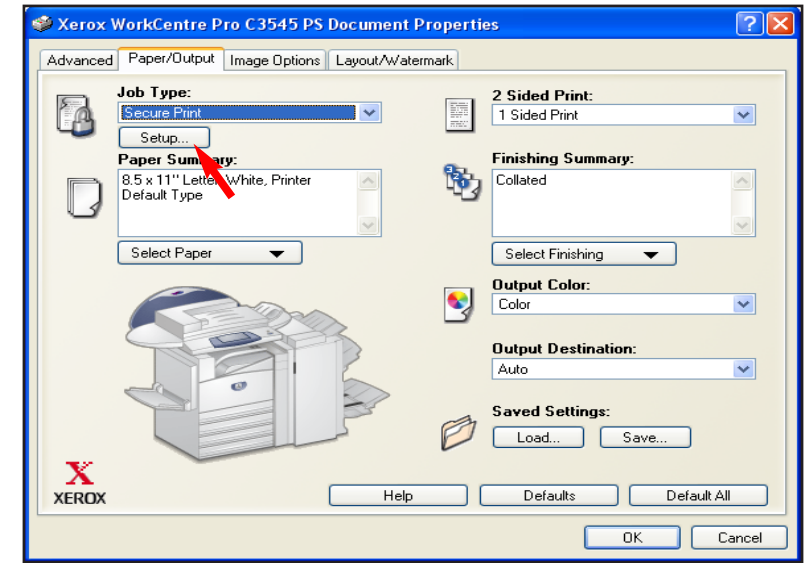 Xerox WorkCentre Pro C3545 PS Document Properties
Advanced Paper/Output Image Options Layout/Watermark
Job Type:
Secure Print
Setup...
Paper Summary:
8.5 x 11" Letter, White, Printer
Default Type
Select Paper
2 Sided Print:
1 Sided Print
Finishing Summary:
Collated
Select Finishing
Output Color:
Color
Output Destination:
Auto
Saved Settings:
Load... Save...
X
XEROX
Help Defaults Default All
OK Cancel